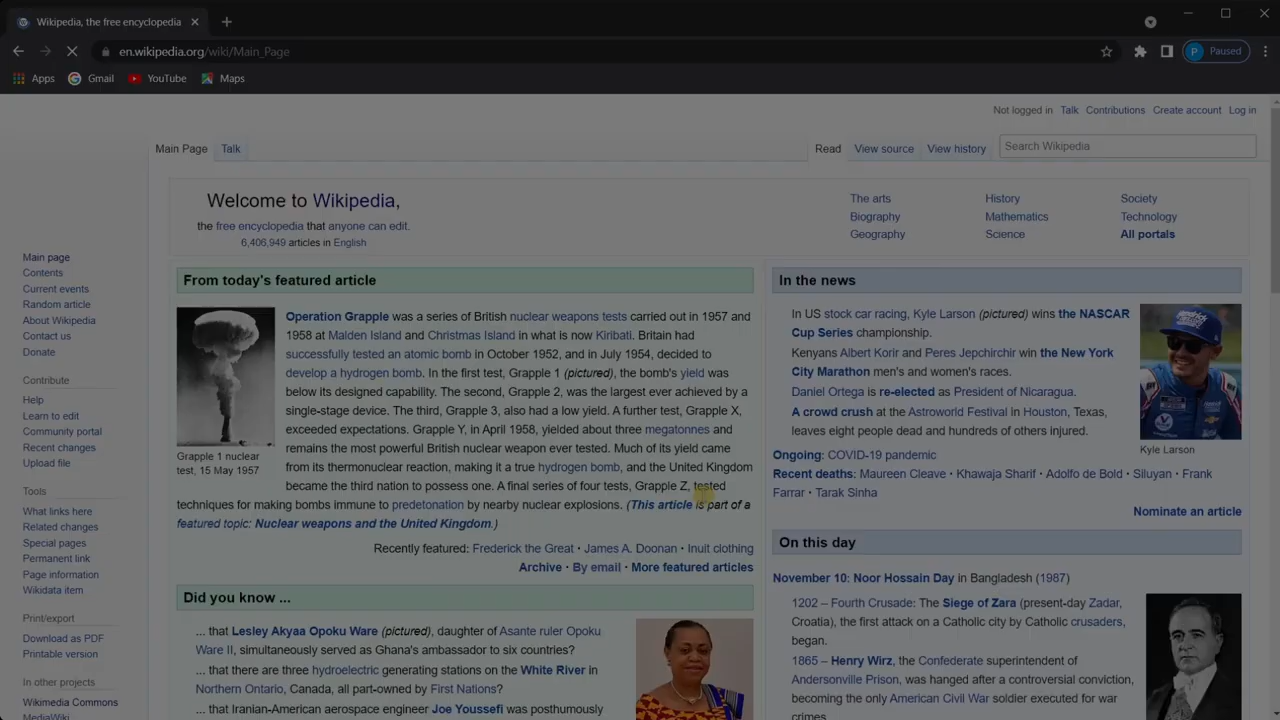 Wikipedia, the free encyclopedia
en.wikipedia.org/wiki/Main_Page
Paused
Apps
Gmail
YouTube
Maps
Not logged in Talk Contributions Create account Log in
Main Page Talk
Read View source View history
Search Wikipedia
Welcome to Wikipedia,
the free encyclopedia that anyone can edit.
6,406,949 articles in English
The arts
Biography
Geography
History
Mathematics
Science
Society
Technology
All portals
Main page
Contents
Current events
Random article
About Wikipedia
Contact us
Donate
Contribute
Help
Learn to edit
Community portal
Recent changes
Upload file
Tools
What links here
Related changes
Special pages
Permanent link
Page information
Wikidata item
Print/export
Download as PDF
Printable version
In other projects
Wikimedia Commons
MediaWiki
From today's featured article
Operation Grapple was a series of British nuclear weapons tests carried out in 1957 and
1958 at Malden Island and Christmas Island in what is now Kiribati. Britain had
successfully tested an atomic bomb in October 1952, and in July 1954, decided to
develop a hydrogen bomb. In the first test, Grapple 1 (pictured), the bomb's yield was
below its designed capability. The second, Grapple 2, was the largest ever achieved by a
single-stage device. The third, Grapple 3, also had a low yield. A further test, Grapple X,
exceeded expectations. Grapple Y, in April 1958, yielded about three megatonnes and
remains the most powerful British nuclear weapon ever tested. Much of its yield came
from its thermonuclear reaction, making it a true hydrogen bomb, and the United Kingdom
became the third nation to possess one. A final series of four tests, Grapple Z, tested
techniques for making bombs immune to predetonation by nearby nuclear explosions. (This article is part of a
featured topic: Nuclear weapons and the United Kingdom.)
Grapple 1 nuclear
test, 15 May 1957
Recently featured: Frederick the Great · James A. Doonan · Inuit clothing
Archive · By email · More featured articles
Did you know ...
... that Lesley Akyaa Opoku Ware (pictured), daughter of Asante ruler Opoku
Ware II, simultaneously served as Ghana's ambassador to six countries?
... that there are three hydroelectric generating stations on the White River in
Northern Ontario, Canada, all part-owned by First Nations?
... that Iranian-American aerospace engineer Joe Youssefi was posthumously
In the news
In US stock car racing, Kyle Larson (pictured) wins the NASCAR
Cup Series championship.
Kenyans Albert Korir and Peres Jepchirchir win the New York
City Marathon men's and women's races.
Daniel Ortega is re-elected as President of Nicaragua.
A crowd crush at the Astroworld Festival in Houston, Texas,
leaves eight people dead and hundreds of others injured.
Kyle Larson
Ongoing: COVID-19 pandemic
Recent deaths: Maureen Cleave · Khawaja Sharif · Adolfo de Bold · Siluyan · Frank
Farrar · Tarak Sinha
Nominate an article
On this day
November 10: Noor Hossain Day in Bangladesh (1987)
1202 – Fourth Crusade: The Siege of Zara (present-day Zadar,
Croatia), the first attack on a Catholic city by Catholic crusaders,
began.
1865 – Henry Wirz, the Confederate superintendent of
Andersonville Prison, was hanged after a controversial conviction,
becoming the only American Civil War soldier executed for war
crimes.